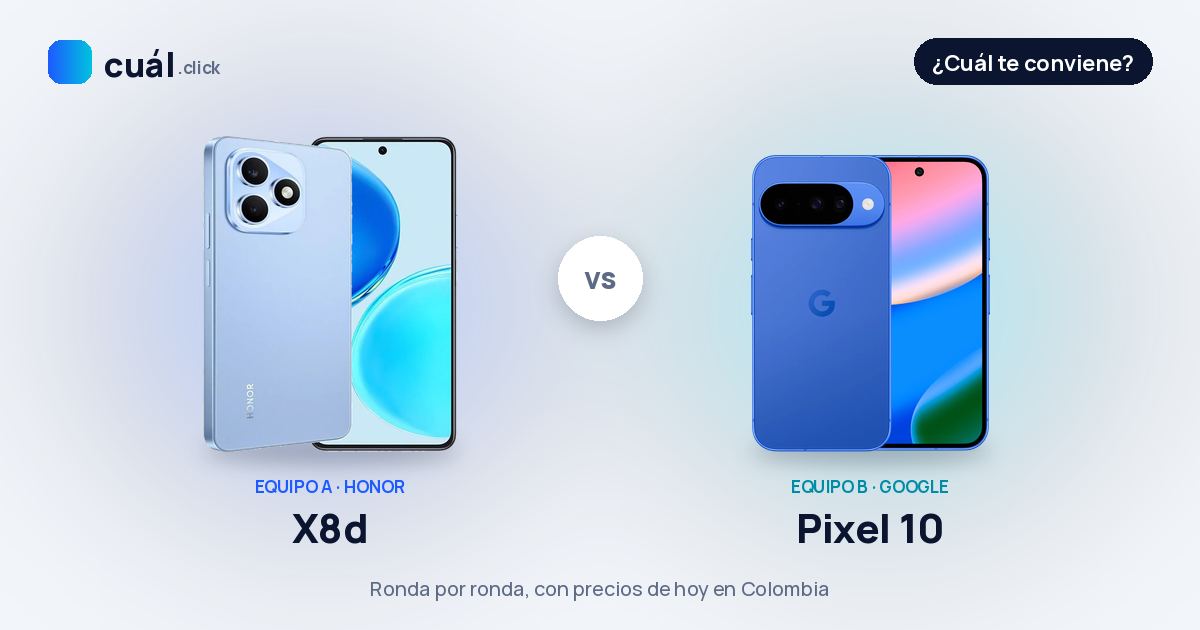 cuál.click
¿Cuál te conviene?
HONOR
G
VS
EQUIPO A · HONOR
EQUIPO B · GOOGLE
X8d
Pixel 10
Ronda por ronda, con precios de hoy en Colombia